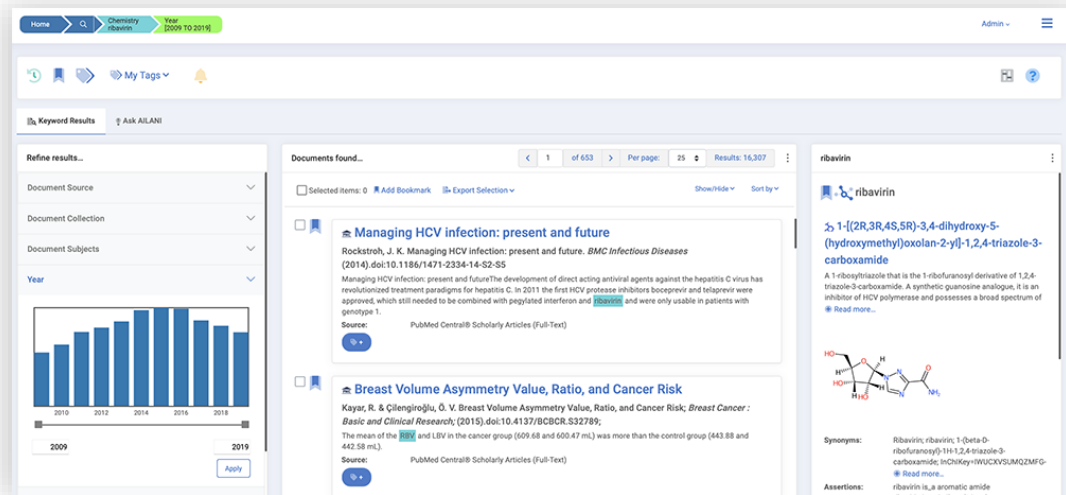 Home
Chemistry
ribavirin
Year
[2009 TO 2019]
Admin
My Tags
Keyword Results
Ask AILANI
Refine results...
Document Source
Document Collection
Document Subjects
Year
2010 2012 2014 2016 2018
2009 2019
Apply
Documents found...
1 of 653 Per page: 25 Results: 16,307
Selected items: 0 Add Bookmark Export Selection Show/Hide Sort by
Managing HCV infection: present and future
Rockstroh, J. K. Managing HCV infection: present and future. BMC Infectious Diseases
(2014).doi:10.1186/1471-2334-14-S2-S5
Managing HCV infection: present and futureThe development of direct acting antiviral agents against the hepatitis C virus has
revolutionized treatment paradigms for hepatitis C. In 2011 the first HCV protease inhibitors boceprevir and telaprevir were
approved, which still needed to be combined with pegylated interferon and ribavirin and were only usable in patients with
genotype 1.
Source: PubMed Central® Scholarly Articles (Full-Text)
+
Breast Volume Asymmetry Value, Ratio, and Cancer Risk
Kayar, R. & Çilengiroğlu, Ö. V. Breast Volume Asymmetry Value, Ratio, and Cancer Risk; Breast Cancer :
Basic and Clinical Research; (2015).doi:10.4137/BCBCR.S32789;
The mean of the RBV and LBV in the cancer group (609.68 and 600.47 mL) was more than the control group (443.88 and
442.58 mL).
Source: PubMed Central® Scholarly Articles (Full-Text)
+
ribavirin
ribavirin
1-[(2R,3R,4S,5R)-3,4-dihydroxy-5-
(hydroxymethyl)oxolan-2-yl]-1,2,4-triazole-3-
carboxamide
A 1-ribosyltriazole that is the 1-ribofuranosyl derivative of 1,2,4-
triazole-3-carboxamide. A synthetic guanosine analogue, it is an
inhibitor of HCV polymerase and possesses a broad spectrum of
Read more...
HO O H N O
H N
HO H HO N NH₂
Synonyms: Ribavirin; ribavirin; 1-(beta-D-
ribofuranosyl)-1H-1,2,4-triazole-3-
carboxamide; InChIKey=IWUCXVSUMQZMFG-
Read more...
Assertions: ribavirin is_a aromatic amide